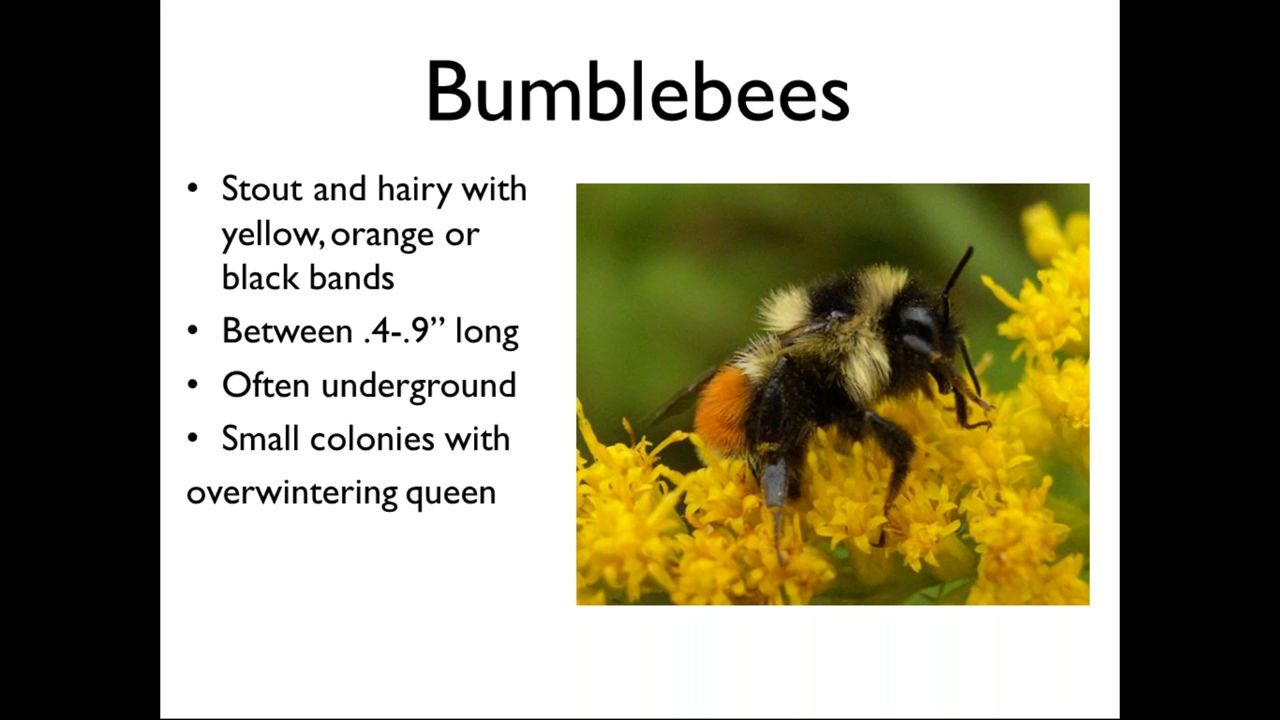 Bumblebees
• Stout and hairy with
yellow, orange or
black bands
• Between .4-.9” long
• Often underground
• Small colonies with
overwintering queen